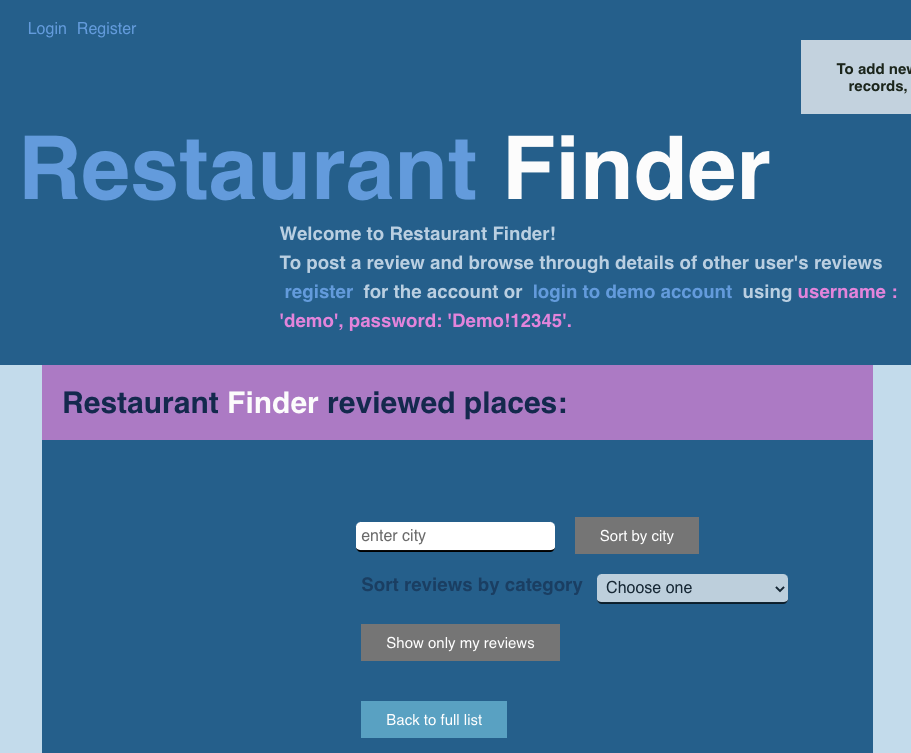 Login Register
To add new
records,
Restaurant Finder
Welcome to Restaurant Finder!
To post a review and browse through details of other user's reviews
register for the account or login to demo account using username :
'demo', password: 'Demo!12345'.
Restaurant Finder reviewed places:
enter city Sort by city
Sort reviews by category Choose one
Show only my reviews
Back to full list